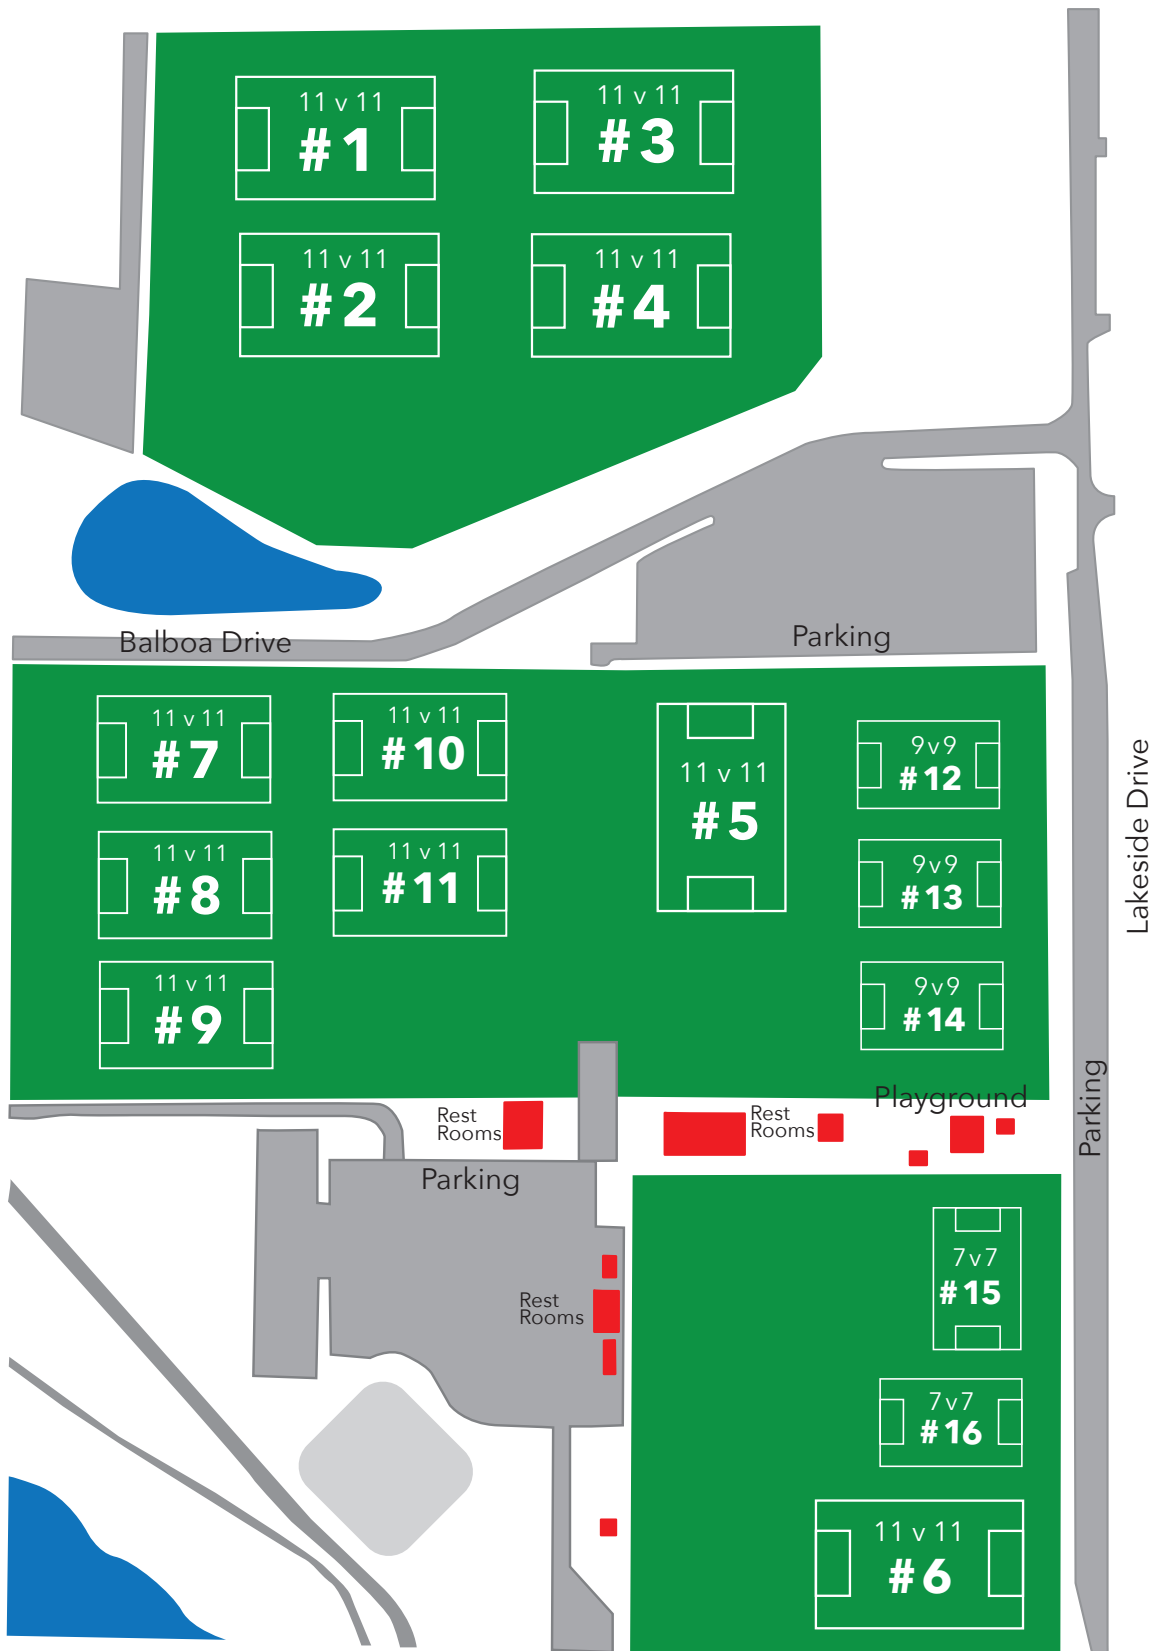 11 v 11
#1
11 v 11
#3
11 v 11
#2
11 v 11
#4
Balboa Drive
Parking
11 v 11
#7
11 v 11
#10
11 v 11
#5
9v9
#12
11 v 11
#8
11 v 11
#11
9v9
#13
11 v 11
#9
9v9
#14
Lakeside Drive
Parking
Playground
Rest
Rooms
Rest
Rooms
Parking
7v7
#15
Rest
Rooms
7v7
#16
11 v 11
#6